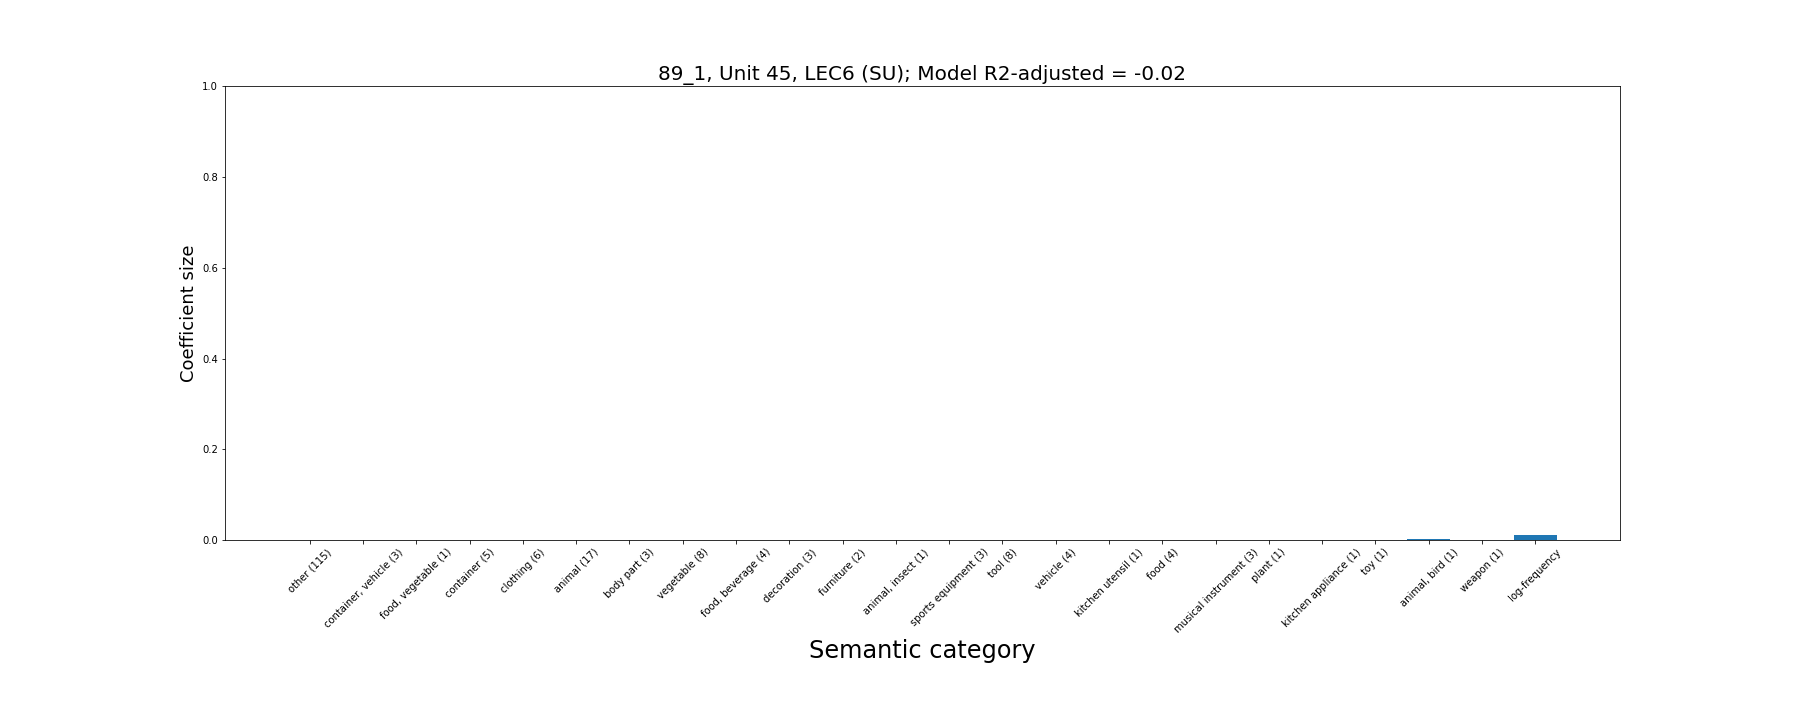 89_1, Unit 45, LEC6 (SU); Model R2-adjusted = -0.02
1.0
0.8
0.6
0.4
0.2
0.0
Coefficient size
other (115)
container, vehicle (3)
food, vegetable (1)
container (5)
clothing (6)
animal (17)
body part (3)
vegetable (8)
food, beverage (4)
decoration (3)
furniture (2)
animal, insect (1)
sports equipment (3)
tool (8)
vehicle (4)
kitchen utensil (1)
food (4)
musical instrument (3)
plant (1)
kitchen appliance (1)
toy (1)
animal, bird (1)
weapon (1)
log-frequency
Semantic category